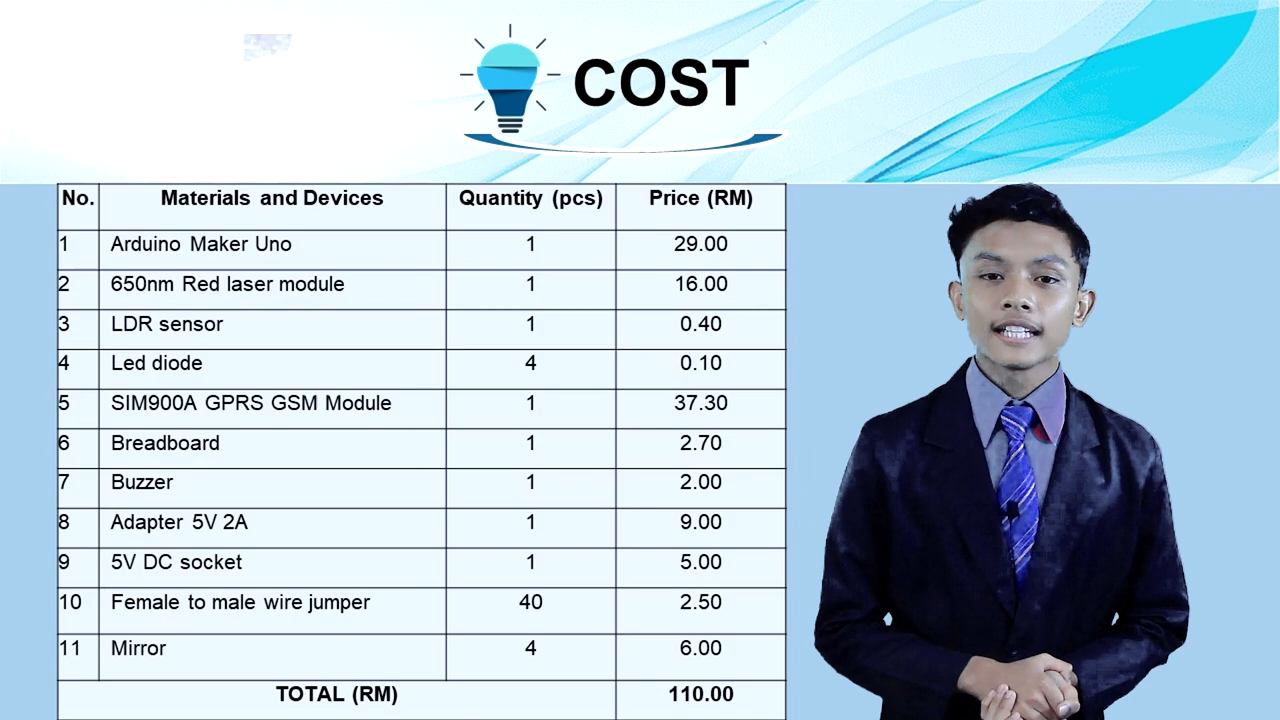 COST
No. Materials and Devices Quantity (pcs) Price (RM)
1 Arduino Maker Uno 1 29.00
2 650nm Red laser module 1 16.00
3 LDR sensor 1 0.40
4 Led diode 4 0.10
5 SIM900A GPRS GSM Module 1 37.30
6 Breadboard 1 2.70
7 Buzzer 1 2.00
8 Adapter 5V 2A 1 9.00
9 5V DC socket 1 5.00
10 Female to male wire jumper 40 2.50
11 Mirror 4 6.00
TOTAL (RM) 110.00